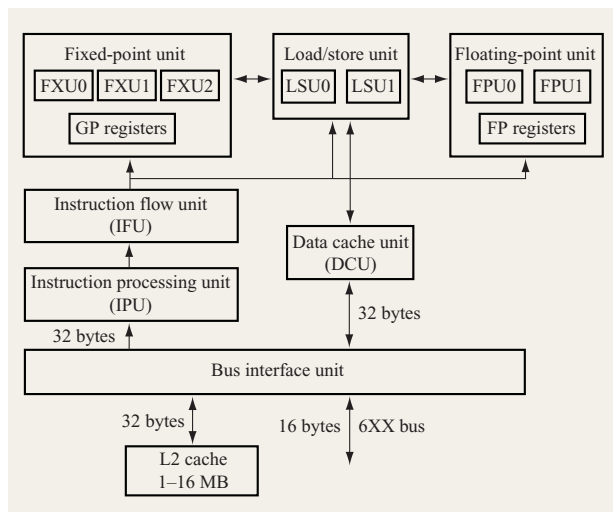 Fixed-point unit
FXU0 FXU1 FXU2
GP registers
Load/store unit
LSU0 LSU1
Floating-point unit
FPU0 FPU1
FP registers
Instruction flow unit
(IFU)
Data cache unit
(DCU)
Instruction processing unit
(IPU)
32 bytes
32 bytes
Bus interface unit
32 bytes
16 bytes 6XX bus
L2 cache
1–16 MB